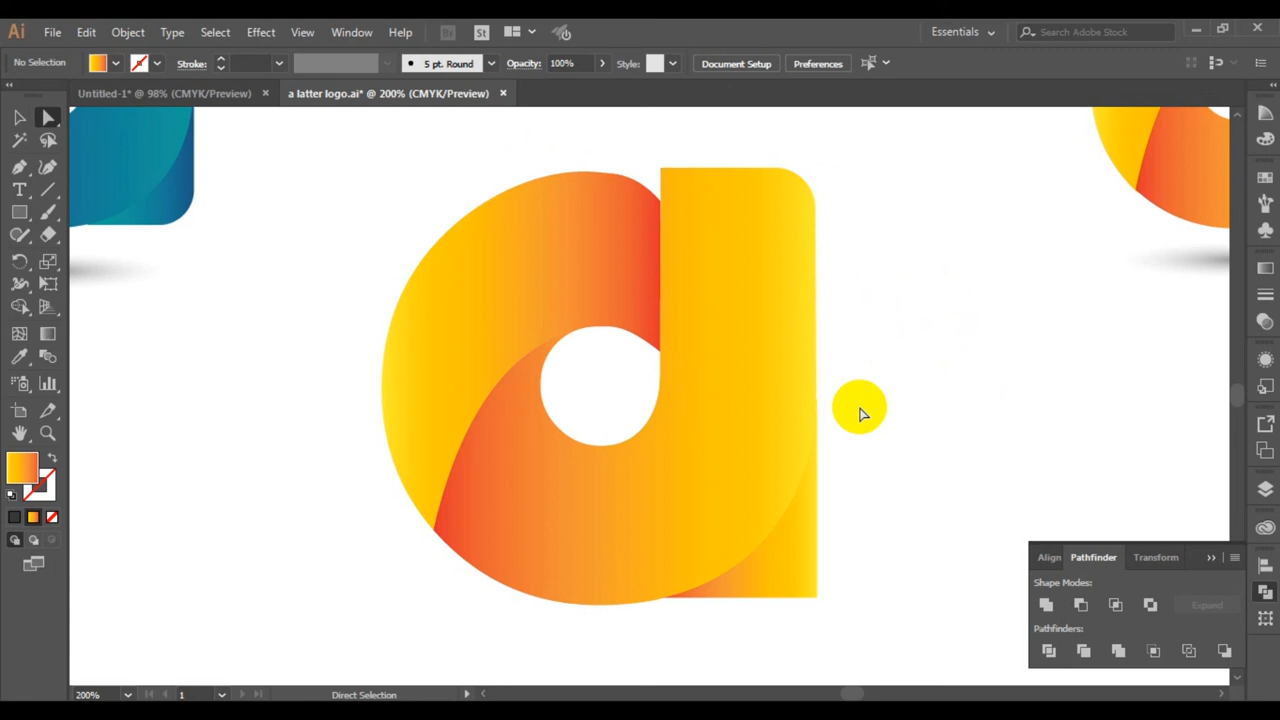 Ai File Edit Object Type Select Effect View Window Help Br St Essentials Search Adobe Stock
No Selection Stroke: 5 pt. Round Opacity: 100% Style: Document Setup Preferences
Untitled-1* @ 98% (CMYK/Preview) × a latter logo.ai* @ 200% (CMYK/Preview) ×
Align Pathfinder Transform
Shape Modes:
Expand
Pathfinders:
200% 1 Direct Selection